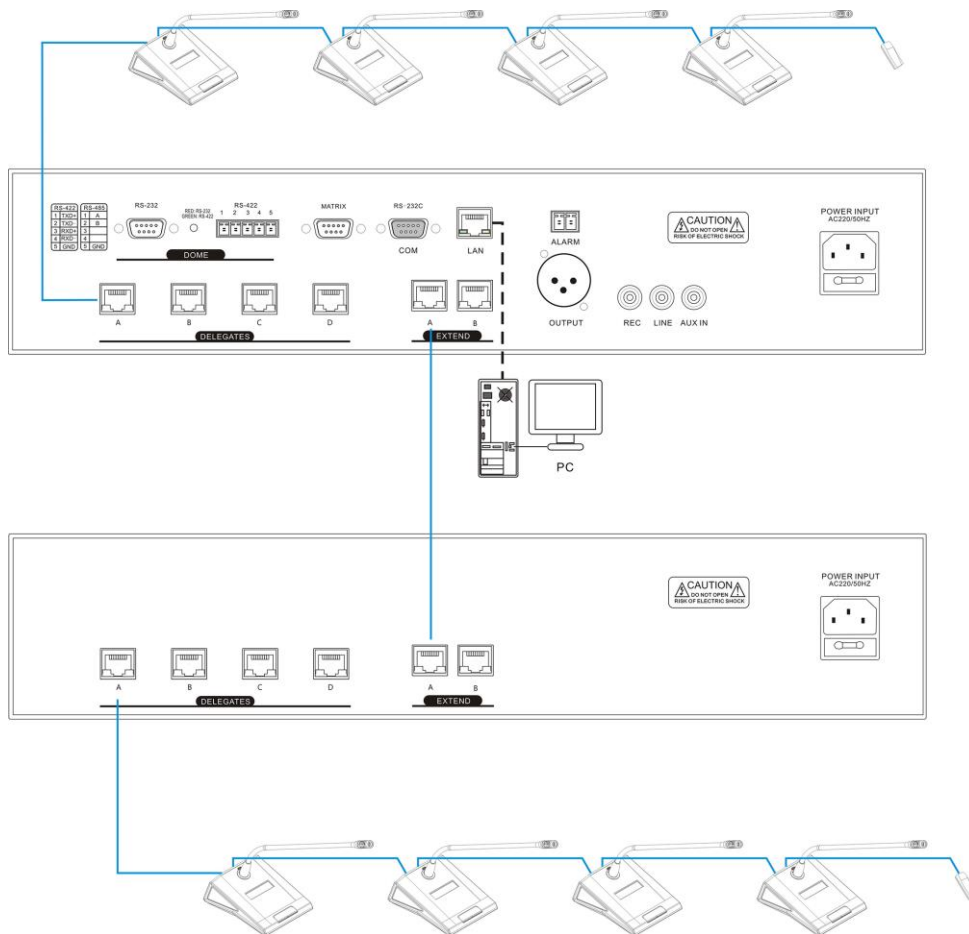 RS-422 RS-485
1 TXD+ 1 A
2 TXD- 2 B
3 RXD+ 3
4 RXD- 4
5 GND 5 GND
RS-232
RED RS-232
GREEN RS-422
RS-422
1 2 3 4 5
DOME
MATRIX
RS-232C
COM
LAN
ALARM
OUTPUT
REC LINE AUX IN
CAUTION
DO NOT OPEN
RISK OF ELECTRIC SHOCK
POWER INPUT
AC220/50HZ
A B C D
DELEGATES
A B
EXTEND
PC
CAUTION
DO NOT OPEN
RISK OF ELECTRIC SHOCK
POWER INPUT
AC220/50HZ
A B C D
DELEGATES
A B
EXTEND